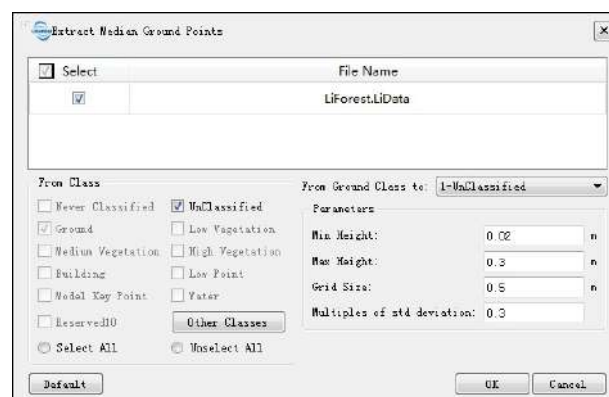 Extract Median Ground Points
Select File Name
LiForest.LiData
From Class
Never Classified UnClassified
Ground Low Vegetation
Medium Vegetation High Vegetation
Building Low Point
Model Key Point Water
Reserved10 Other Classes
Select All Unselect All
From Ground Class to: 1-UnClassified
Parameters
Min Height: 0.02 m
Max Height: 0.3 m
Grid Size: 0.5 m
Multiples of std deviation: 0.3
Default OK Cancel